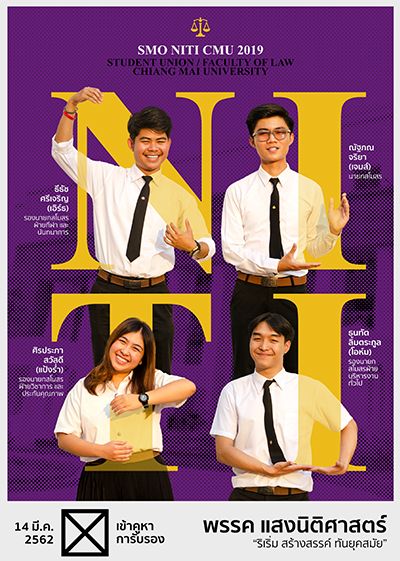 SMO NITI CMU 2019
STUDENT UNION / FACULTY OF LAW
CHIANG MAI UNIVERSITY
NI
TI
ธีธัช
ศรีเจริญ
(เอิร์ธ)
รองนายกสโมสร
ฝ่ายกีฬา และ
นันทนาการ
ณัฐกณ
จริยา
(เจมส์)
นายกสโมสร
ศิรประภา
สวัสดี
(แป้งร่ำ)
รองนายกสโมสร
ฝ่ายวิชาการ และ
ประกันคุณภาพ
ธนทัต
ลิ้มตระกูล
(โอห์ม)
รองนายก
สโมสรฝ่าย
บริหารงาน
ทั่วไป
14 มี.ค.
2562
เข้าคูหา
การับรอง
พรรค แสงนิติศาสตร์
“ริเริ่ม สร้างสรรค์ ทันยุคสมัย”